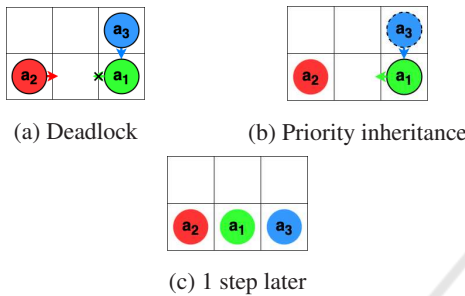 a₃
a₂ a₁
(a) Deadlock
a₃
a₂ a₁
(b) Priority inheritance
a₂ a₁ a₃
(c) 1 step later